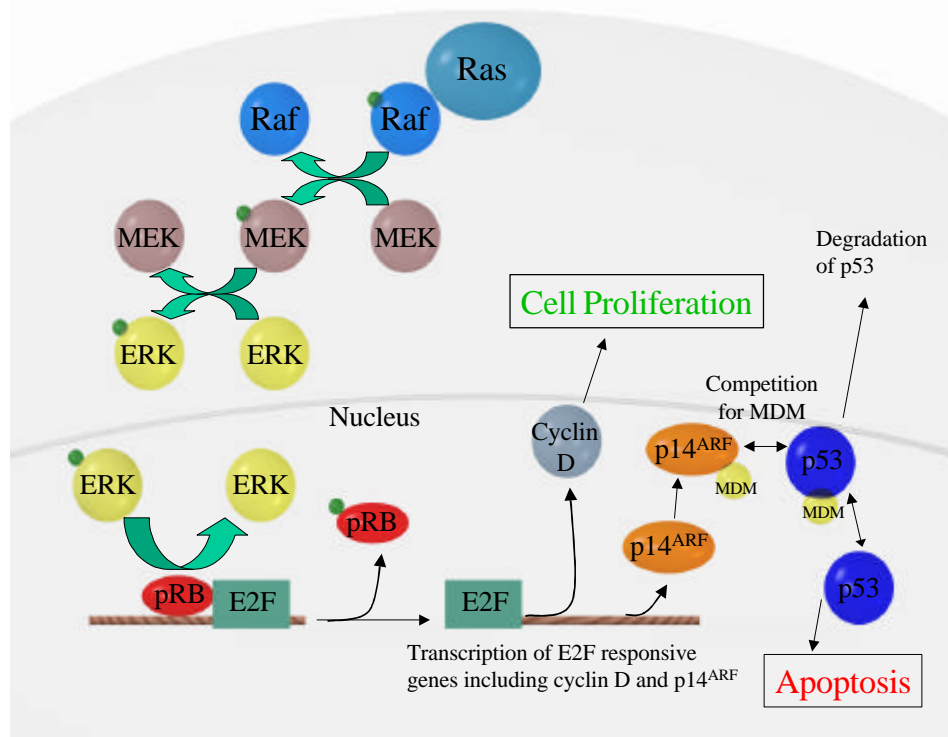 Ras
Raf
Raf
MEK
MEK
MEK
Degradation
of p53
Cell Proliferation
ERK
ERK
Competition
for MDM
Nucleus
Cyclin
D
p14ARF
p53
ERK
ERK
MDM
MDM
pRB
p14ARF
pRB
E2F
E2F
p53
Transcription of E2F responsive
genes including cyclin D and p14ARF
Apoptosis